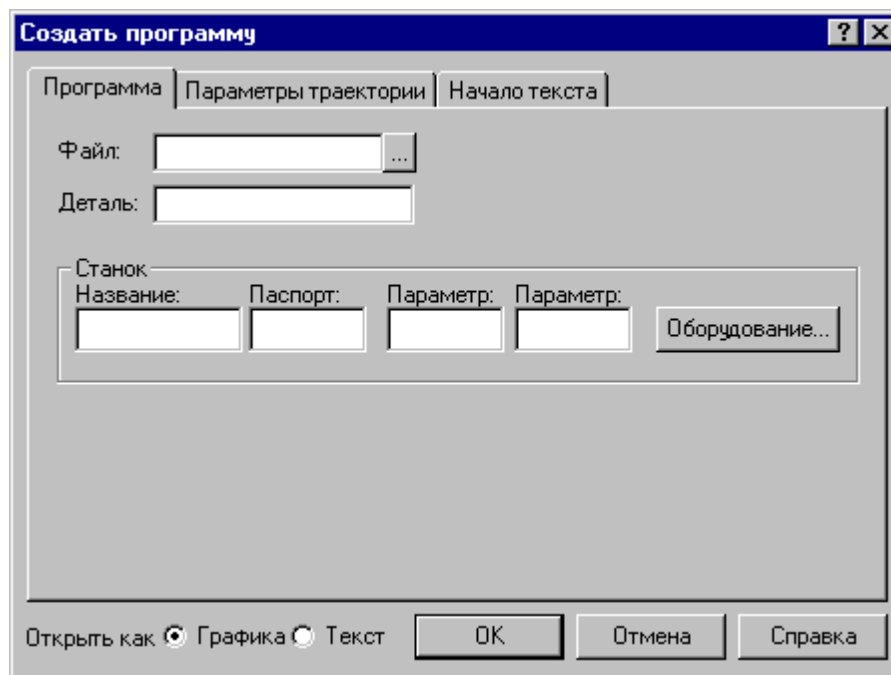 Создать программу
Программа Параметры траектории Начало текста
Файл: ...
Деталь:
Станок
Название: Паспорт: Параметр: Параметр:
Оборудование...
Открыть как Графика Текст OK Отмена Справка